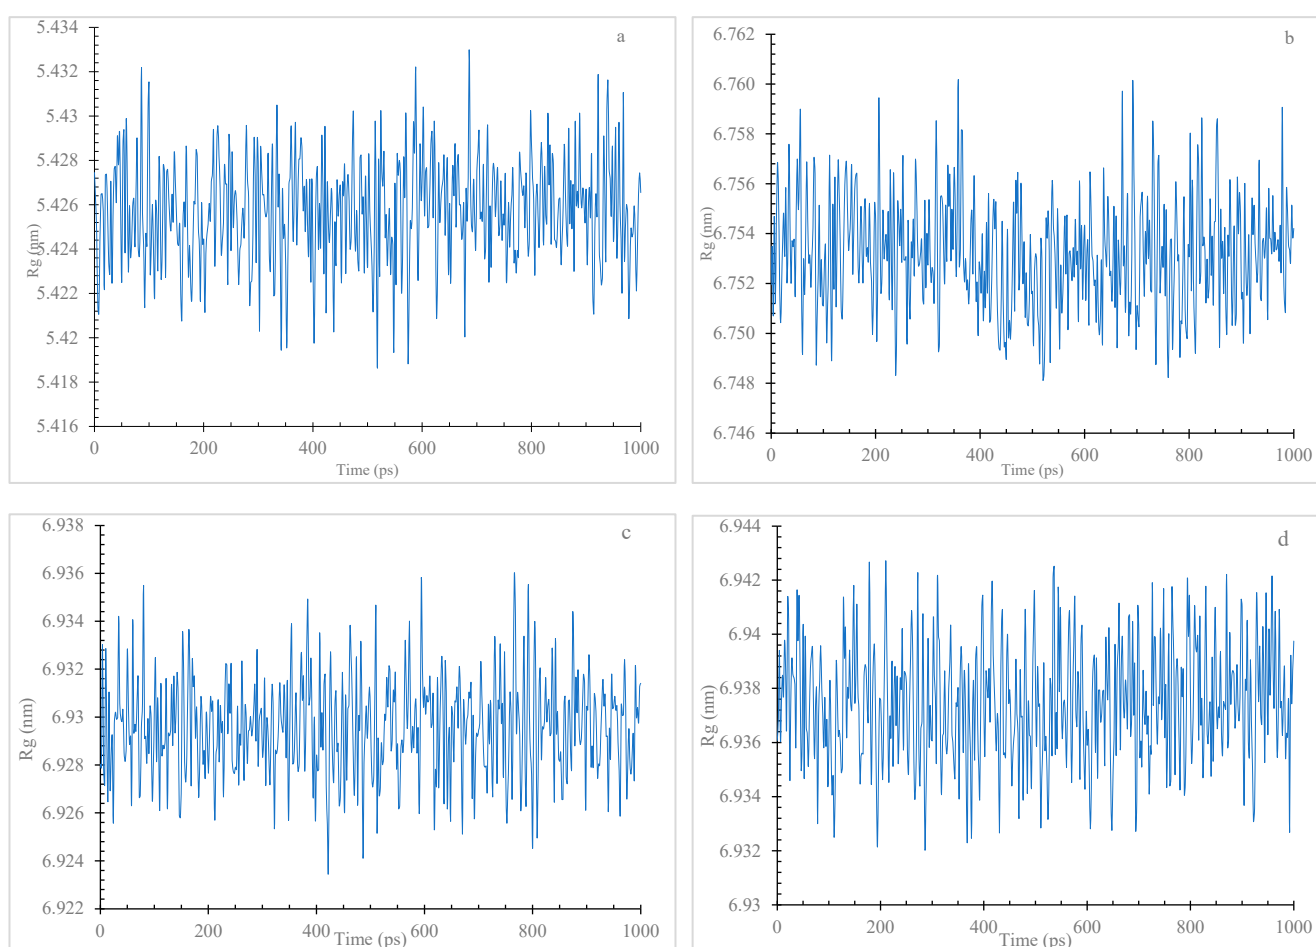 a
5.434
5.432
5.43
5.428
5.426
5.424
5.422
5.42
5.418
5.416
Rg (nm)
0 200 400 600 800 1000
Time (ps)
b
6.762
6.760
6.758
6.756
6.754
6.752
6.750
6.748
6.746
Rg (nm)
0 200 400 600 800 1000
Time (ps)
c
6.938
6.936
6.934
6.932
6.93
6.928
6.926
6.924
6.922
Rg (nm)
0 200 400 600 800 1000
Time (ps)
d
6.944
6.942
6.94
6.938
6.936
6.934
6.932
6.93
Rg (nm)
0 200 400 600 800 1000
Time (ps)